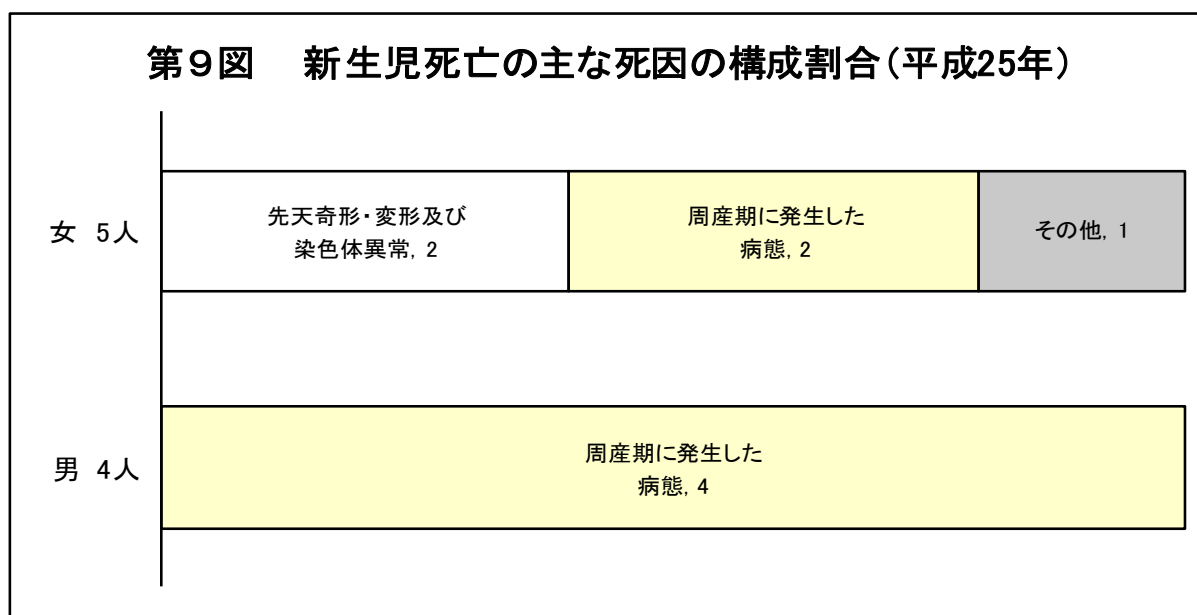 第９図　新生児死亡の主な死因の構成割合（平成25年）
女 5人
先天奇形・変形及び
染色体異常, 2
周産期に発生した
病態, 2
その他, 1
男 4人
周産期に発生した
病態, 4